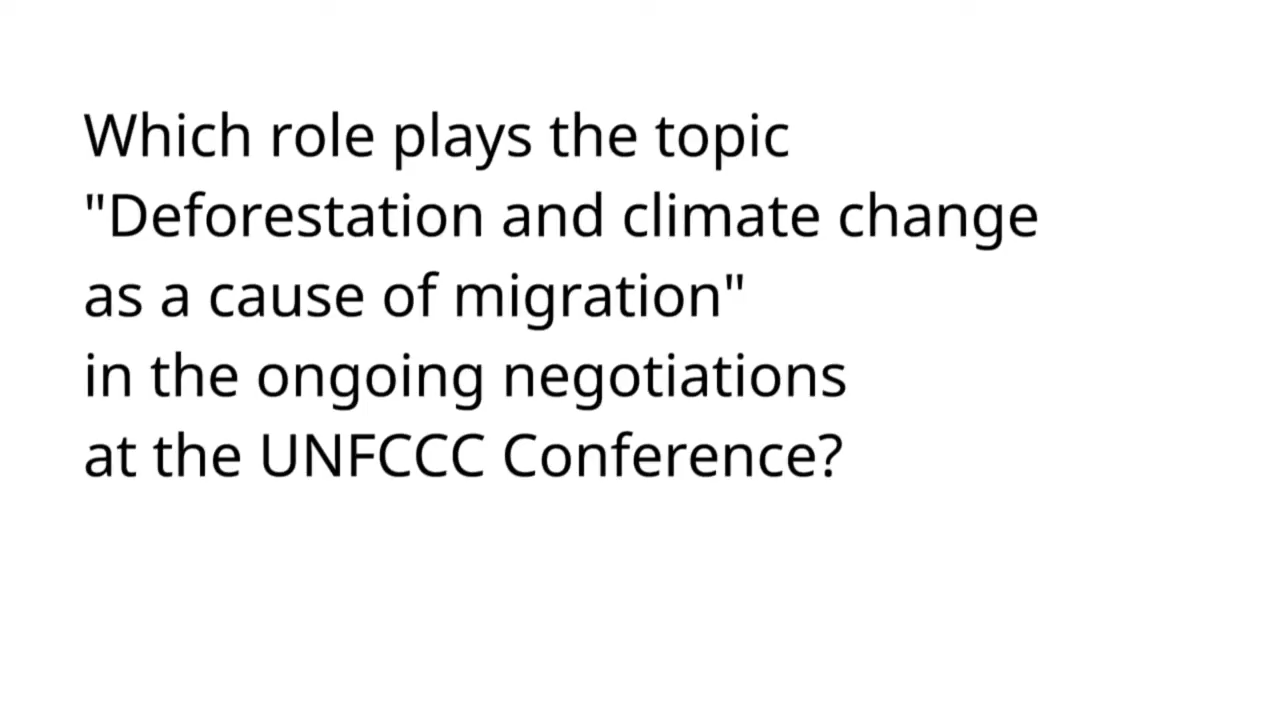 Which role plays the topic
"Deforestation and climate change
as a cause of migration"
in the ongoing negotiations
at the UNFCCC Conference?